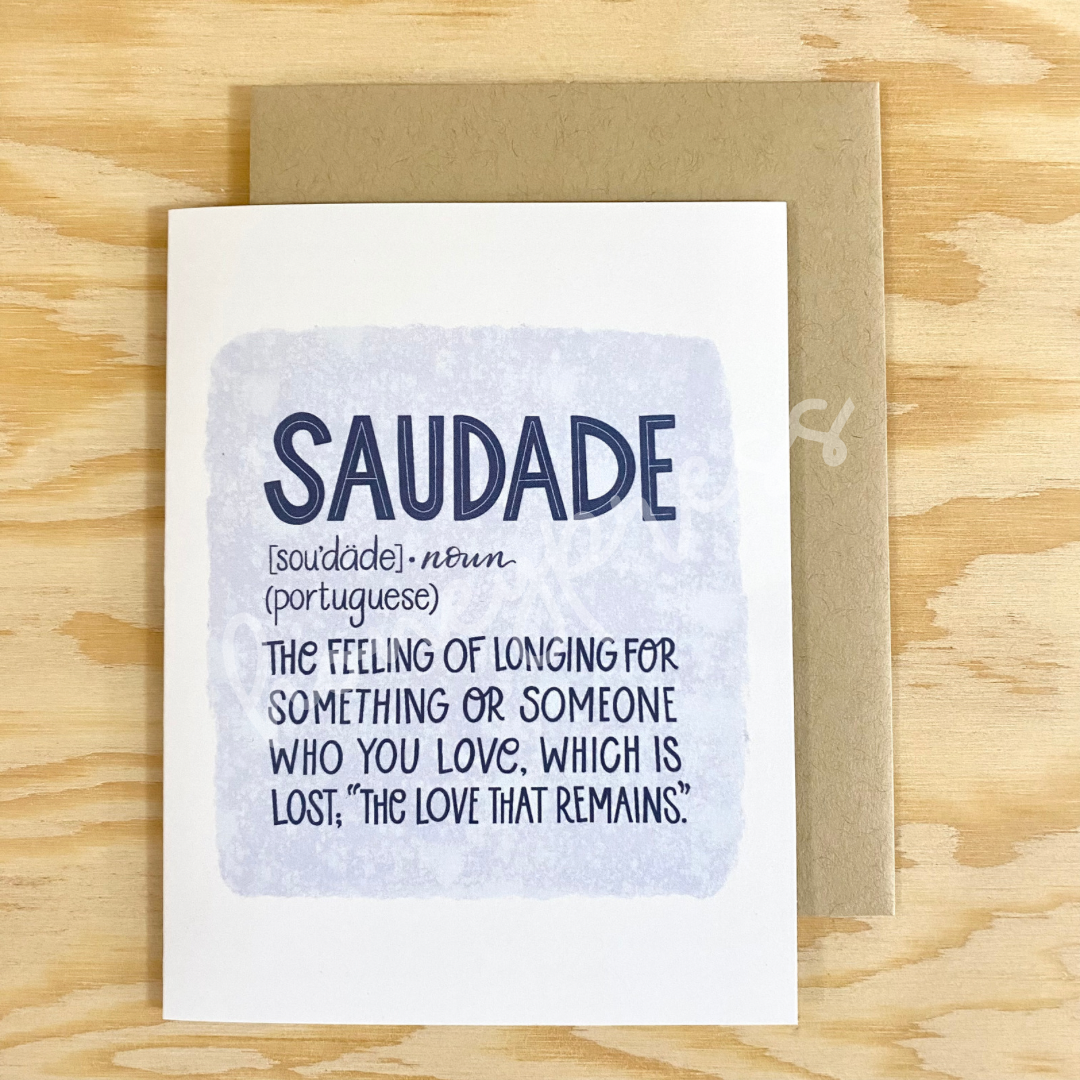 SAUDADE
[sou'däde] • noun
(portuguese)
THE FEELING OF LONGING FOR
SOMETHING OR SOMEONE
WHO YOU LOVE, WHICH IS
LOST; "THE LOVE THAT REMAINS."